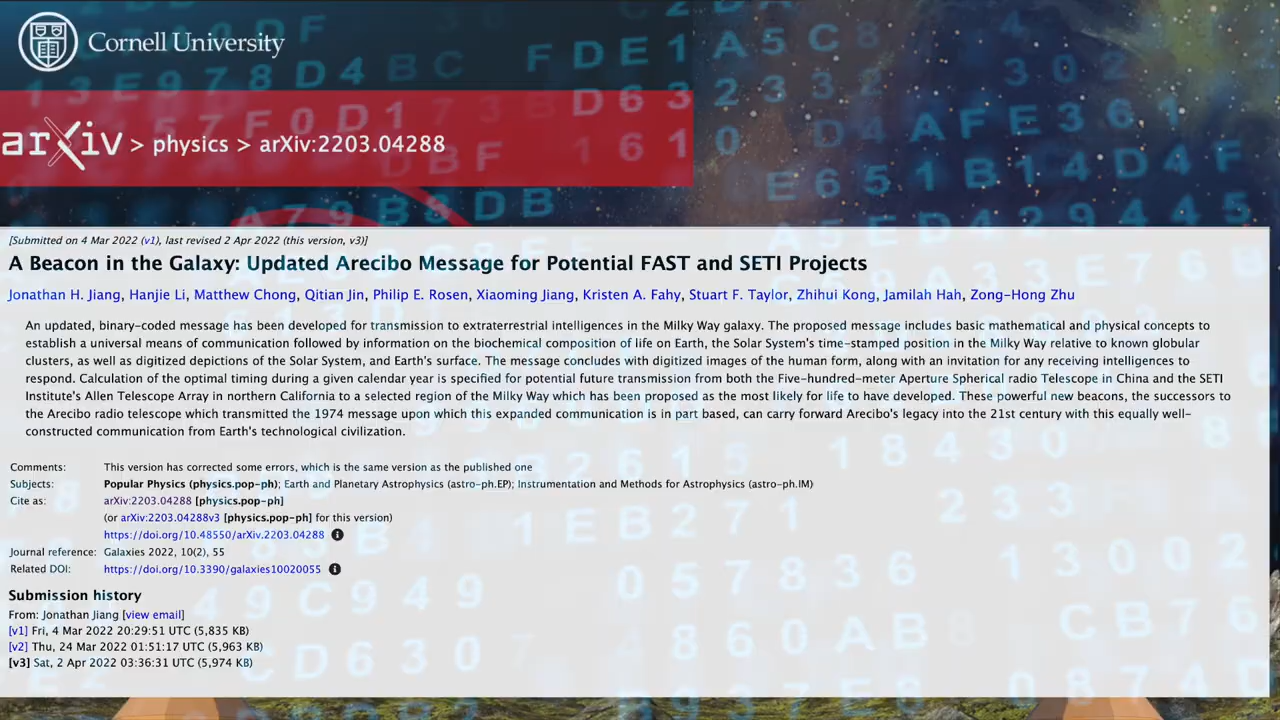 Cornell University
arXiv > physics > arXiv:2203.04288
[Submitted on 4 Mar 2022 (v1), last revised 2 Apr 2022 (this version, v3)]
A Beacon in the Galaxy: Updated Arecibo Message for Potential FAST and SETI Projects
Jonathan H. Jiang, Hanjie Li, Matthew Chong, Qitian Jin, Philip E. Rosen, Xiaoming Jiang, Kristen A. Fahy, Stuart F. Taylor, Zhihui Kong, Jamilah Hah, Zong-Hong Zhu
An updated, binary-coded message has been developed for transmission to extraterrestrial intelligences in the Milky Way galaxy. The proposed message includes basic mathematical and physical concepts to
establish a universal means of communication followed by information on the biochemical composition of life on Earth, the Solar System's time-stamped position in the Milky Way relative to known globular
clusters, as well as digitized depictions of the Solar System, and Earth's surface. The message concludes with digitized images of the human form, along with an invitation for any receiving intelligences to
respond. Calculation of the optimal timing during a given calendar year is specified for potential future transmission from both the Five-hundred-meter Aperture Spherical radio Telescope in China and the SETI
Institute's Allen Telescope Array in northern California to a selected region of the Milky Way which has been proposed as the most likely for life to have developed. These powerful new beacons, the successors to
the Arecibo radio telescope which transmitted the 1974 message upon which this expanded communication is in part based, can carry forward Arecibo's legacy into the 21st century with this equally well-
constructed communication from Earth's technological civilization.
Comments: This version has corrected some errors, which is the same version as the published one
Subjects: Popular Physics (physics.pop-ph); Earth and Planetary Astrophysics (astro-ph.EP); Instrumentation and Methods for Astrophysics (astro-ph.IM)
Cite as: arXiv:2203.04288 [physics.pop-ph]
(or arXiv:2203.04288v3 [physics.pop-ph] for this version)
https://doi.org/10.48550/arXiv.2203.04288
Journal reference: Galaxies 2022, 10(2), 55
Related DOI: https://doi.org/10.3390/galaxies10020055
Submission history
From: Jonathan Jiang [view email]
[v1] Fri, 4 Mar 2022 20:29:51 UTC (5,835 KB)
[v2] Thu, 24 Mar 2022 01:51:17 UTC (5,963 KB)
[v3] Sat, 2 Apr 2022 03:36:31 UTC (5,974 KB)